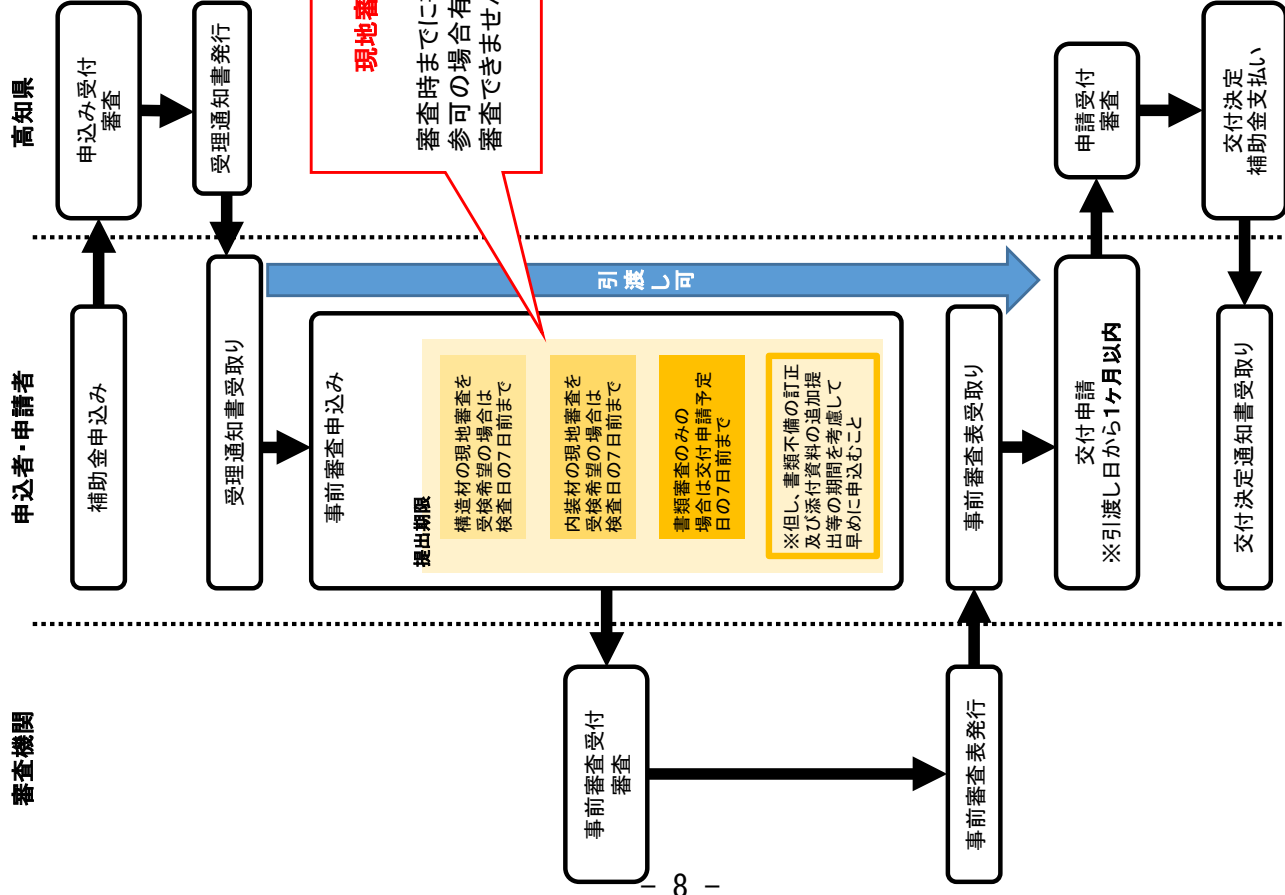 審査機関
申込者・申請者
高知県
補助金申込み
申込み受付
審査
受理通知書発行
受理通知書受取り
事前審査申込み
提出期限
構造材の現地審査を
受検希望の場合は
検査日の7日前まで
内装材の現地審査を
受検希望の場合は
検査日の7日前まで
書類審査のみの
場合は交付申請予定
日の7日前まで
※但し、書類不備の訂正
及び添付資料の追加提
出等の期間を考慮して
早めに申込むこと
引渡し可
現地審
審査時までに
参可の場合有
審査できませ
事前審査受付
審査
事前審査表発行
事前審査表受取り
交付申請
※引渡し日から1ヶ月以内
申請受付
審査
交付決定
補助金支払い
交付決定通知書受取り
- 8 -